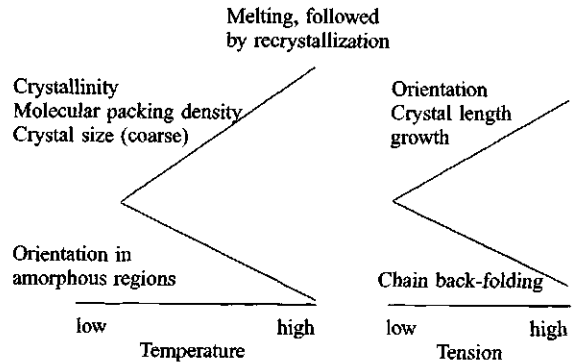 Melting, followed
by recrystallization
Crystallinity
Molecular packing density
Crystal size (coarse)
Orientation in
amorphous regions
low high
Temperature
Orientation
Crystal length
growth
Chain back-folding
low high
Tension